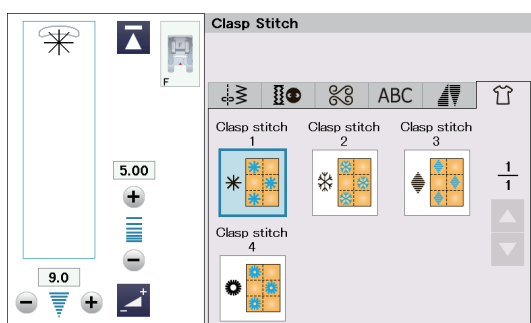 Clasp Stitch
F
ABC
Clasp stitch
1
Clasp stitch
2
Clasp stitch
3
1
1
5.00
Clasp stitch
4
9.0